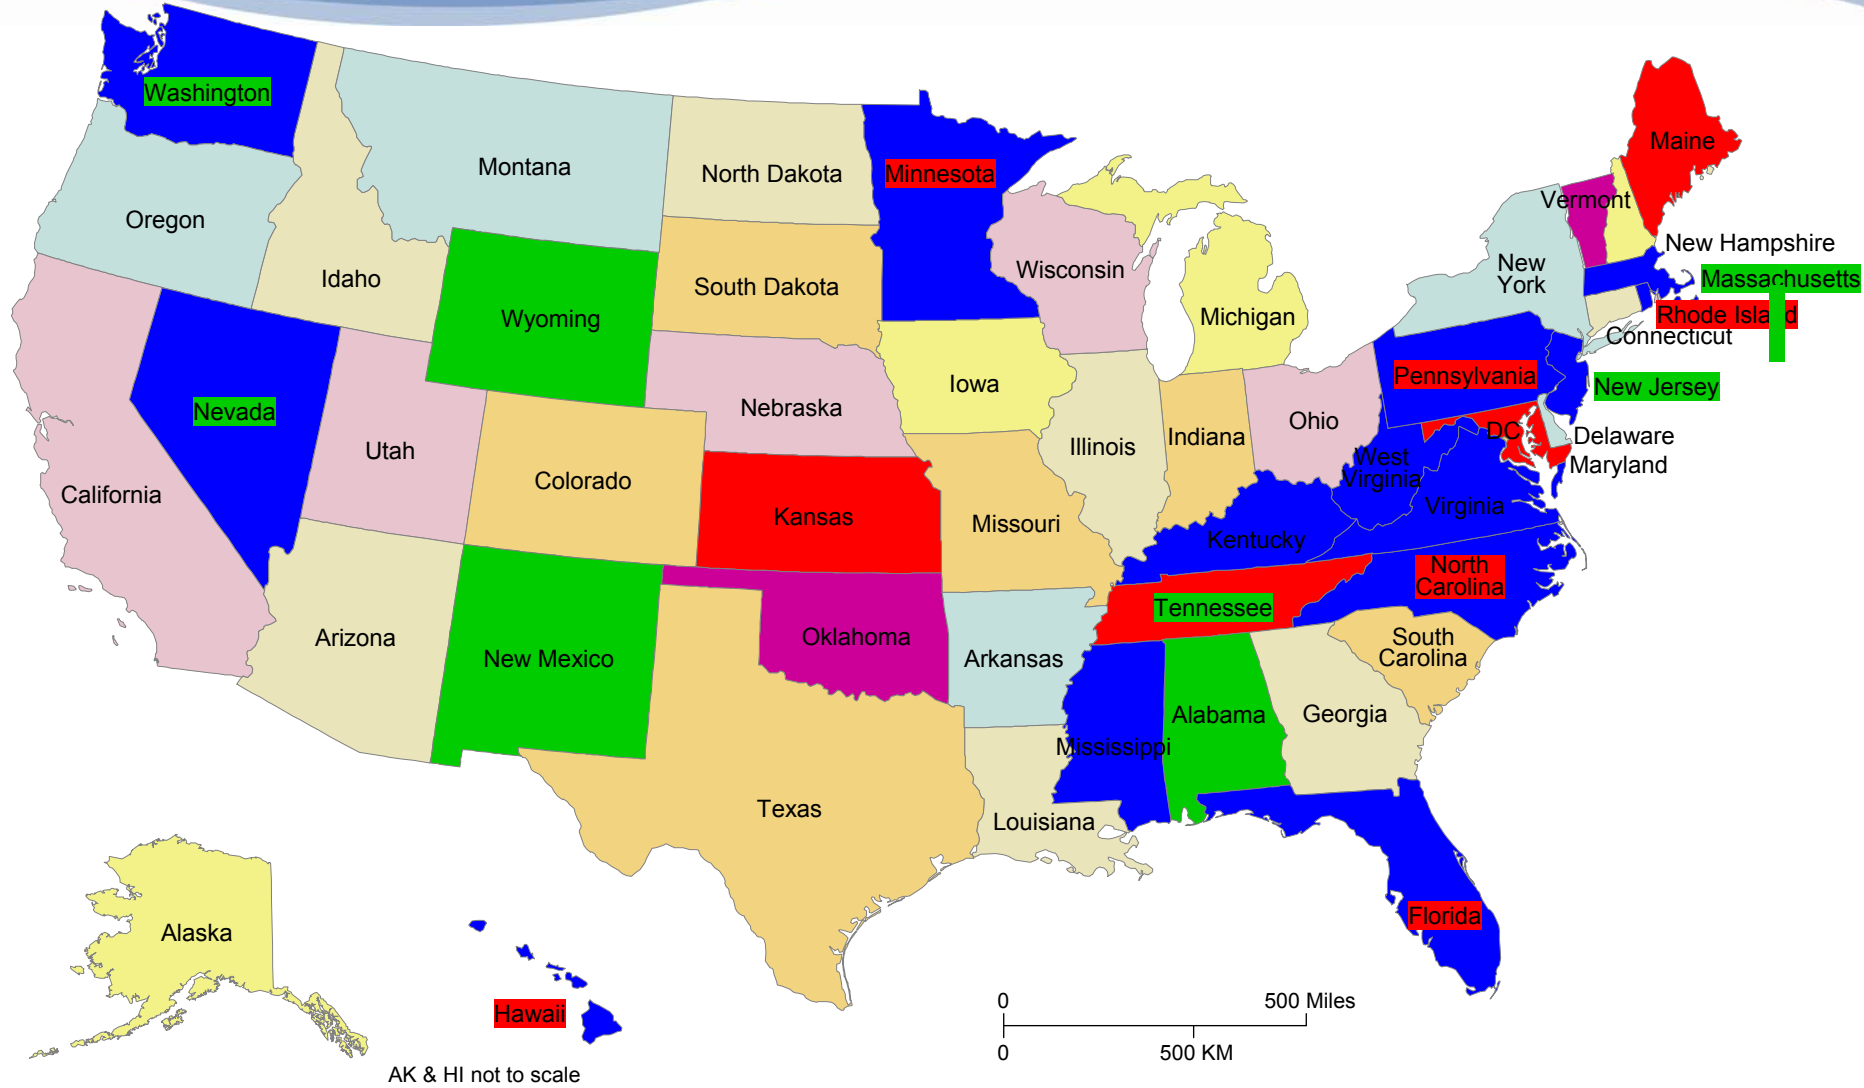 Washington
Montana
North Dakota
Minnesota
Maine
Oregon
Idaho
Wyoming
South Dakota
Wisconsin
Michigan
New
York
Vermont
New Hampshire
Massachusetts
Rhode Island
Connecticut
Nevada
Utah
Nebraska
Iowa
Illinois
Indiana
Ohio
Pennsylvania
New Jersey
DC
Delaware
Maryland
California
Colorado
Kansas
Missouri
Kentucky
West
Virginia
Virginia
Arizona
New Mexico
Oklahoma
Arkansas
Tennessee
North
Carolina
South
Carolina
Texas
Louisiana
Mississippi
Alabama
Georgia
Florida
Alaska
Hawaii
AK & HI not to scale
0 500 Miles
0 500 KM